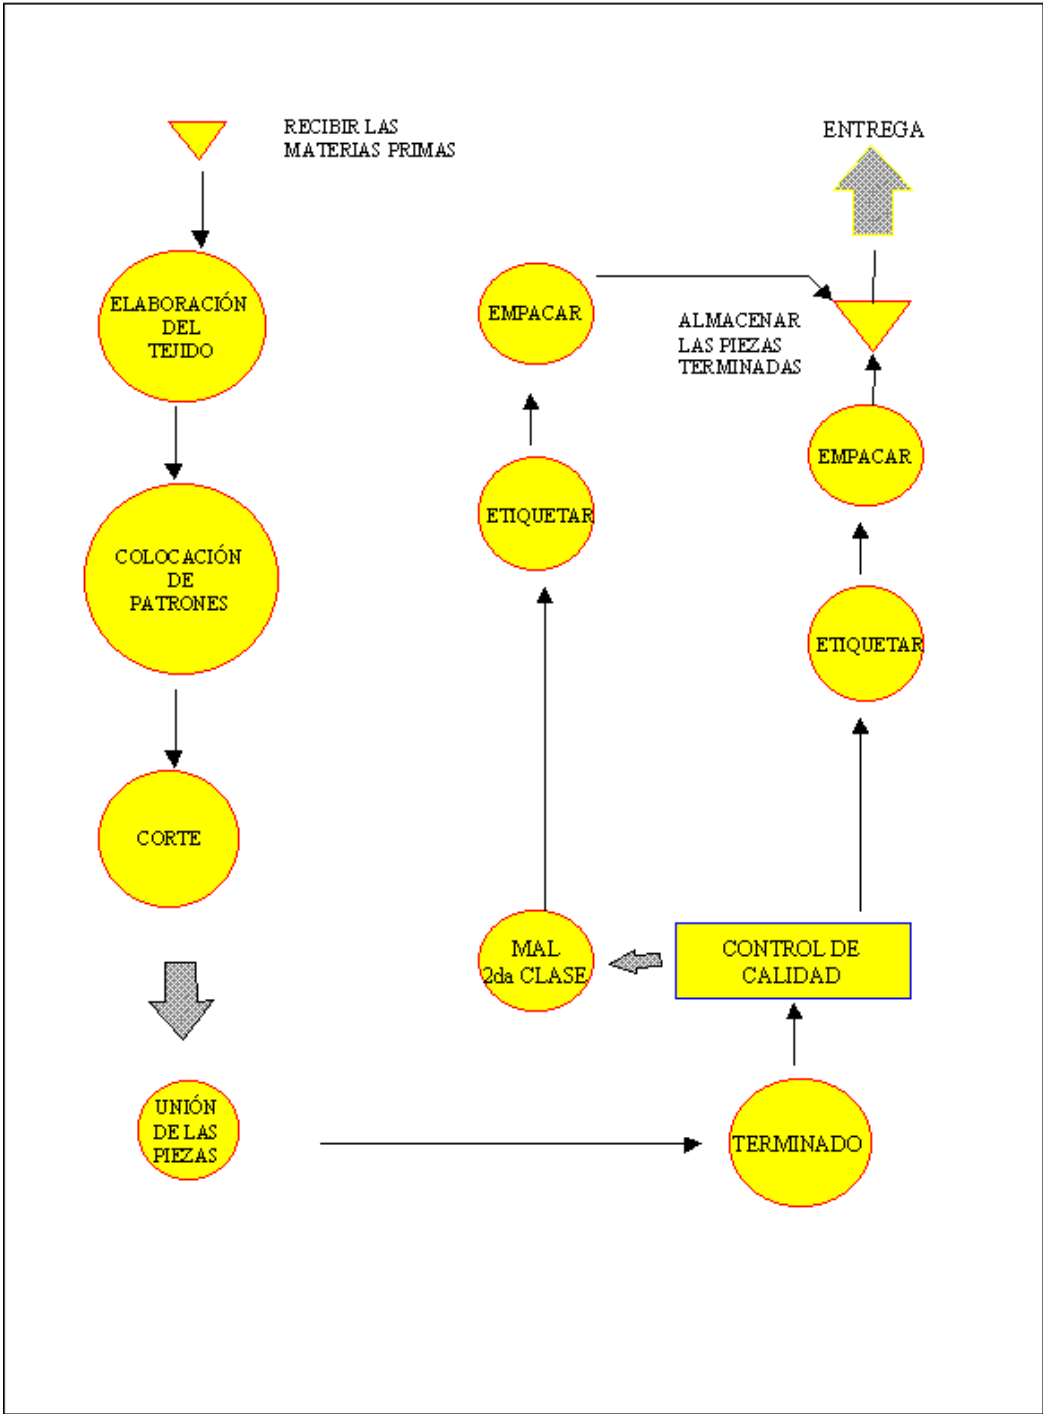 RECIBIR LAS
MATERIAS PRIMAS
ELABORACIÓN
DEL
TEJIDO
COLOCACIÓN
DE
PATRONES
CORTE
UNIÓN
DE LAS
PIEZAS
TERMINADO
CONTROL DE
CALIDAD
MAL
2da CLASE
ETIQUETAR
EMPACAR
ETIQUETAR
EMPACAR
ALMACENAR
LAS PIEZAS
TERMINADAS
ENTREGA